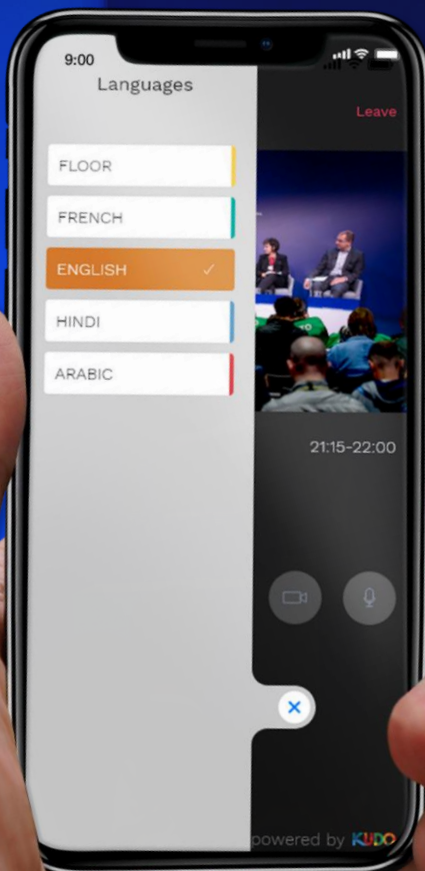 9:00
Languages
Leave
FLOOR
FRENCH
ENGLISH
HINDI
ARABIC
21:15-22:00
powered by KUDO